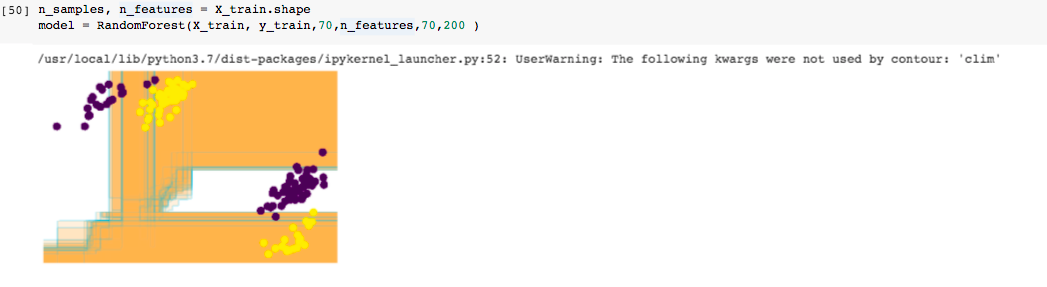 [50] n_samples, n_features = X_train.shape
model = RandomForest(X_train, y_train,70,n_features,70,200 )
/usr/local/lib/python3.7/dist-packages/ipykernel_launcher.py:52: UserWarning: The following kwargs were not used by contour: 'clim'